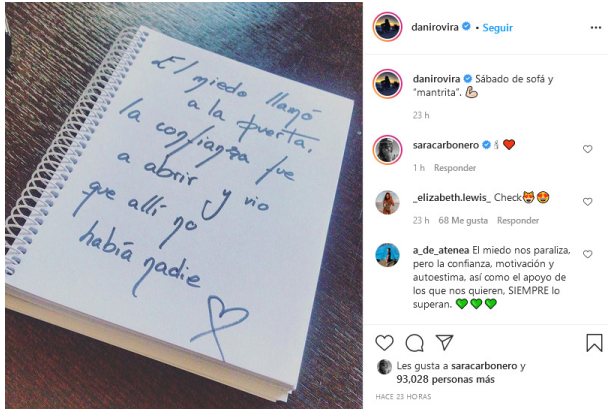 El miedo llamó
a la puerta.
la confianza fue
a abrir y vio
que allí no
había nadie
danirovira • Seguir
danirovira Sábado de sofá y
"mantrita". 💪🏼
23 h
saracarbonero ❤️
1 h Responder
_elizabeth.lewis_ Check😻😍
23 h 68 Me gusta Responder
a_de_atenea El miedo nos paraliza,
pero la confianza, motivación y
autoestima, así como el apoyo de
los que nos quieren, SIEMPRE lo
superan. 💚💚💚
Les gusta a saracarbonero y
93,028 personas más
HACE 23 HORAS